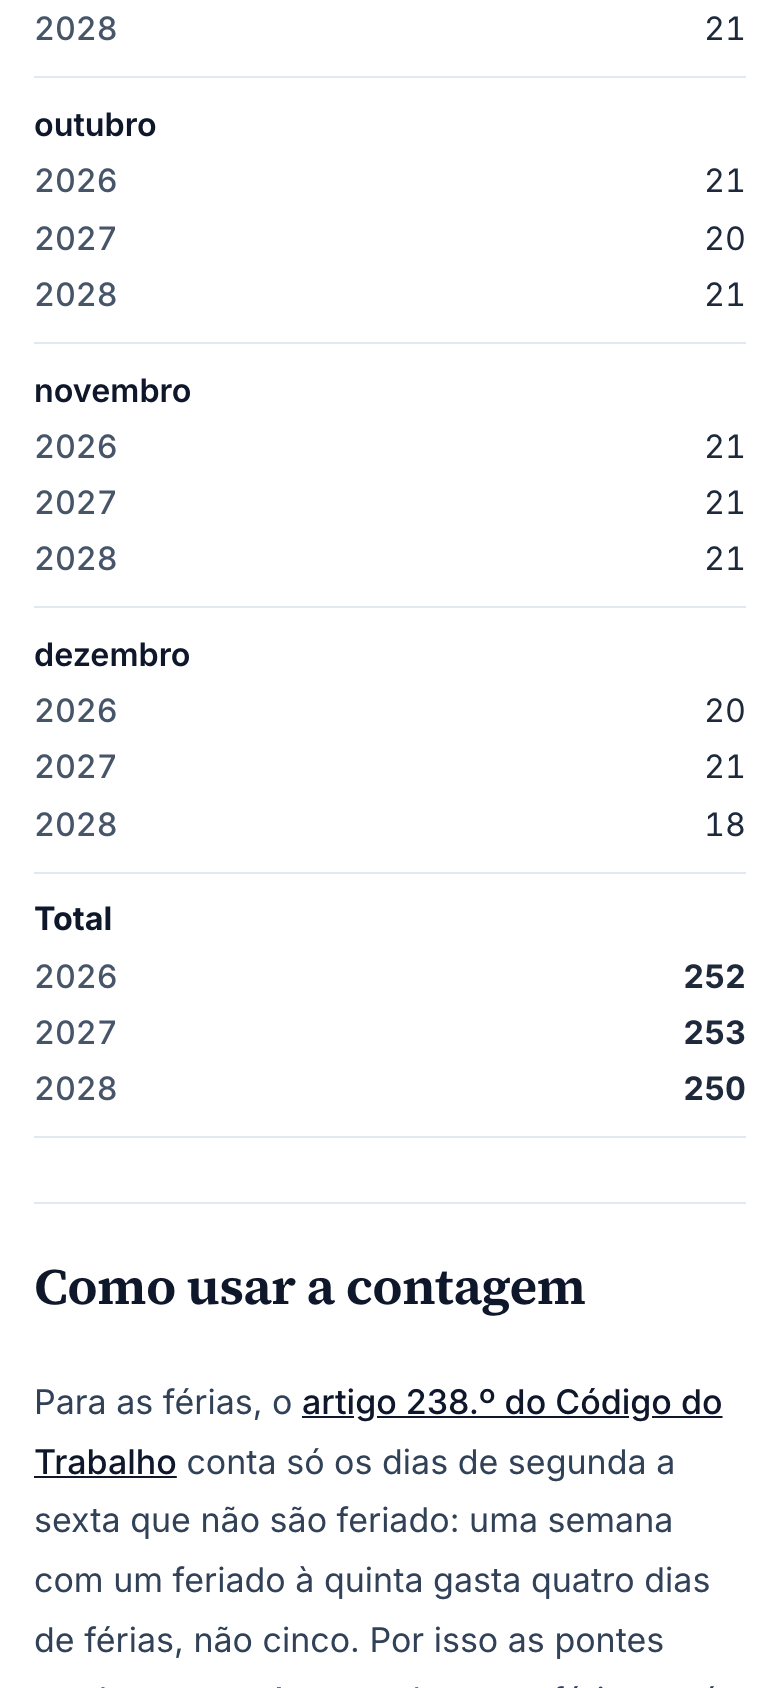 2028 21
outubro
2026 21
2027 20
2028 21
novembro
2026 21
2027 21
2028 21
dezembro
2026 20
2027 21
2028 18
Total
2026 252
2027 253
2028 250
Como usar a contagem
Para as férias, o artigo 238.º do Código do
Trabalho conta só os dias de segunda a
sexta que não são feriado: uma semana
com um feriado à quinta gasta quatro dias
de férias, não cinco. Por isso as pontes